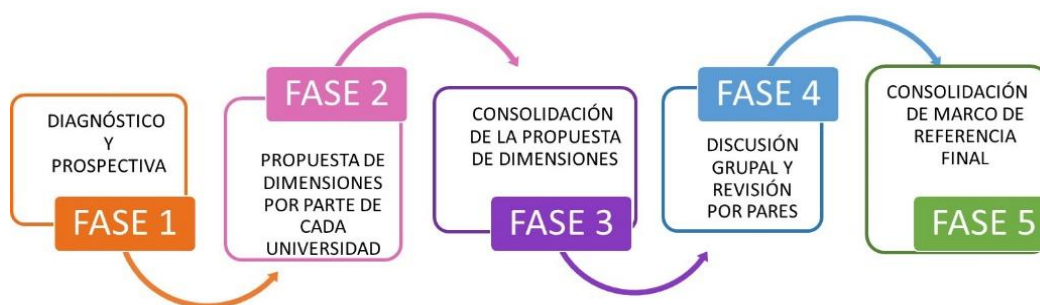 DIAGNÓSTICO
Y
PROSPECTIVA
FASE 1
FASE 2
PROPUESTA DE
DIMENSIONES
POR PARTE DE
CADA
UNIVERSIDAD
CONSOLIDACIÓN
DE LA PROPUESTA
DE DIMENSIONES
FASE 3
FASE 4
DISCUSIÓN
GRUPAL Y
REVISIÓN
POR PARES
CONSOLIDACIÓN
DE MARCO DE
REFERENCIA
FINAL
FASE 5